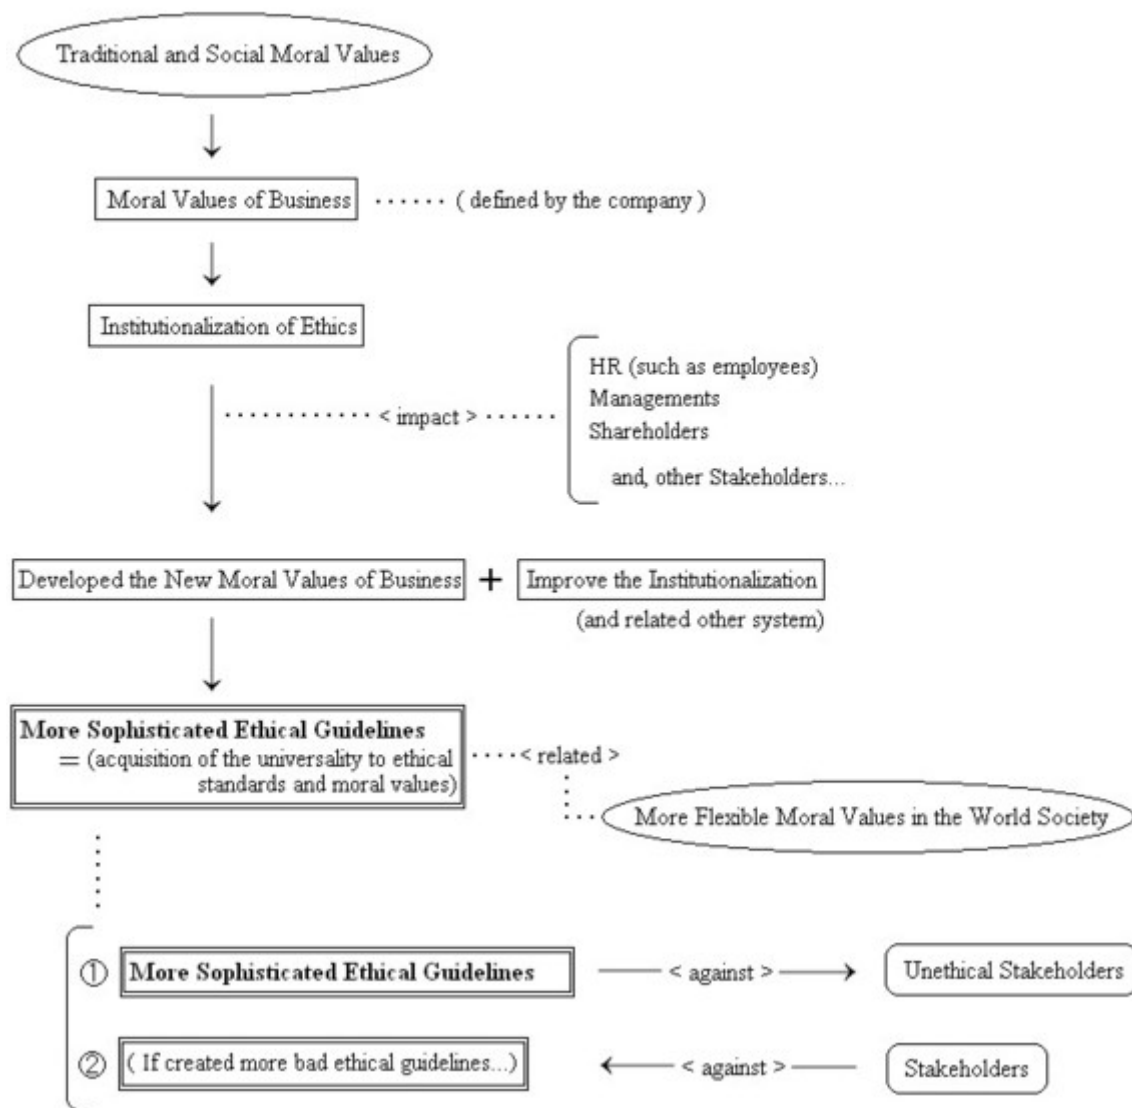 Traditional and Social Moral Values
Moral Values of Business ······ ( defined by the company )
Institutionalization of Ethics
HR (such as employees)
Managements
< impact >
Shareholders
and, other Stakeholders...
Developed the New Moral Values of Business + Improve the Institutionalization
(and related other system)
More Sophisticated Ethical Guidelines
= (acquisition of the universality to ethical
standards and moral values)
< related >
More Flexible Moral Values in the World Society
① More Sophisticated Ethical Guidelines < against > Unethical Stakeholders
② ( If created more bad ethical guidelines...) < against > Stakeholders